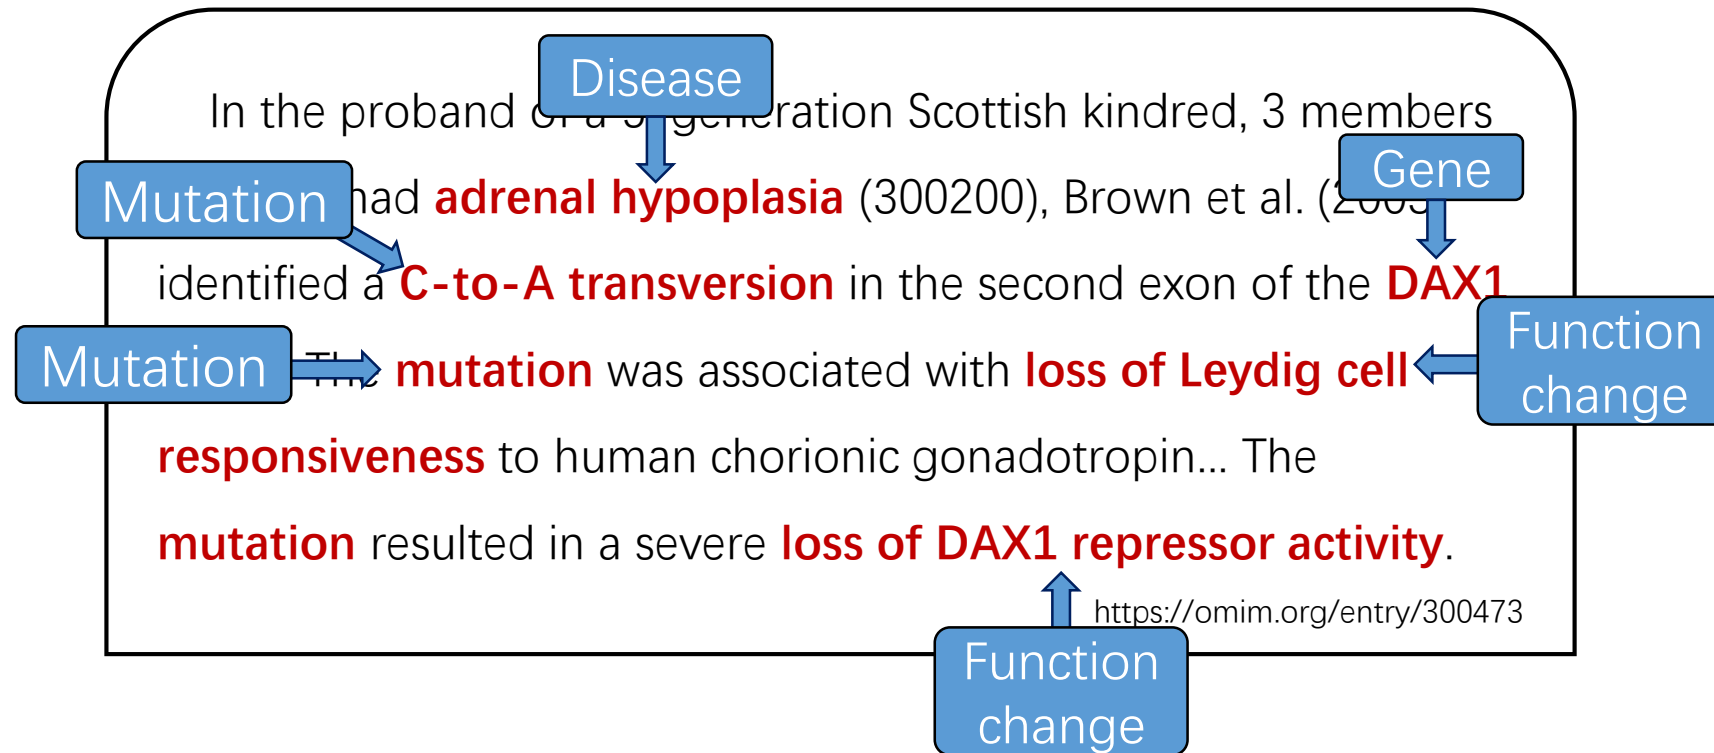 Disease
In the proband of a generation Scottish kindred, 3 members
Gene
Mutation
had adrenal hypoplasia (300200), Brown et al.
identified a C-to-A transversion in the second exon of the DAX1
Function
change
Mutation
The mutation was associated with loss of Leydig cell
responsiveness to human chorionic gonadotropin... The
mutation resulted in a severe loss of DAX1 repressor activity.
https://omim.org/entry/300473
Function
change